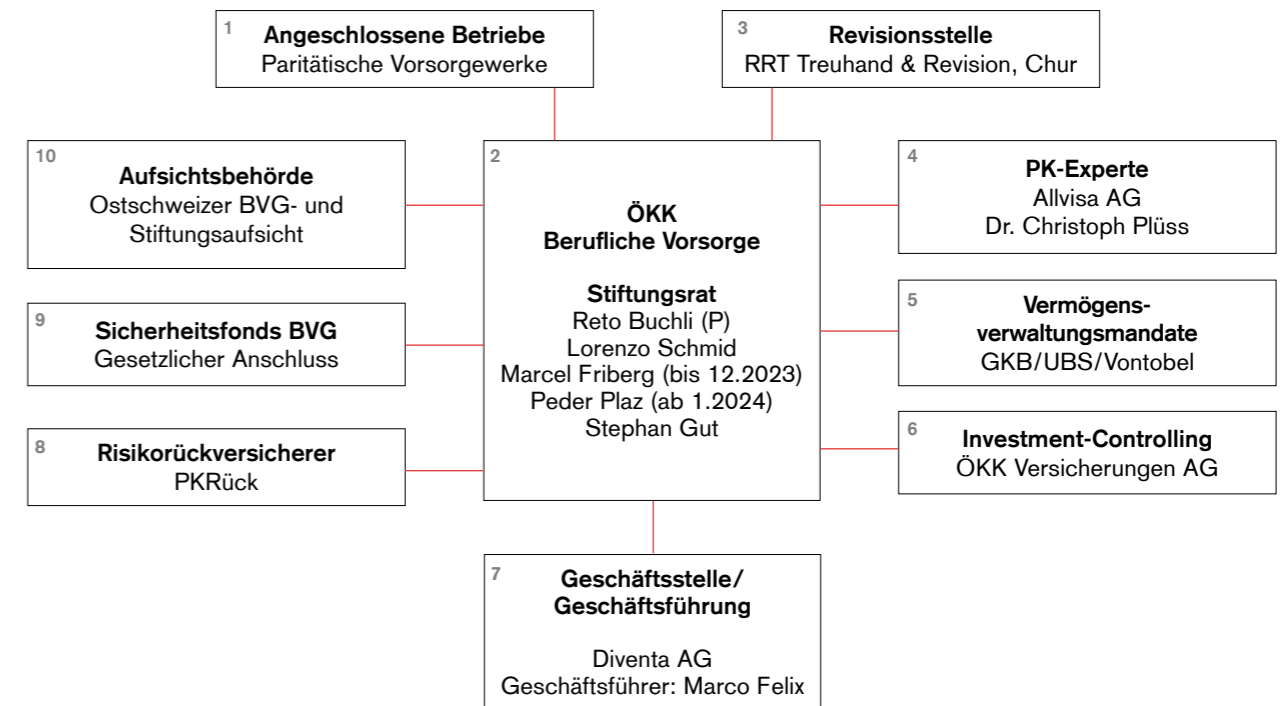 1
Angeschlossene Betriebe
Paritätische Vorsorgewerke
3
Revisionsstelle
RRT Treuhand & Revision, Chur
10
Aufsichtsbehörde
Ostschweizer BVG- und
Stiftungsaufsicht
2
ÖKK
Berufliche Vorsorge
Stiftungsrat
Reto Buchli (P)
Lorenzo Schmid
Marcel Friberg (bis 12.2023)
Peder Plaz (ab 1.2024)
Stephan Gut
4
PK-Experte
Allvisa AG
Dr. Christoph Plüss
9
Sicherheitsfonds BVG
Gesetzlicher Anschluss
5
Vermögens-
verwaltungsmandate
GKB/UBS/Vontobel
8
Risikorückversicherer
PKRück
6
Investment-Controlling
ÖKK Versicherungen AG
7
Geschäftsstelle/
Geschäftsführung
Diventa AG
Geschäftsführer: Marco Felix